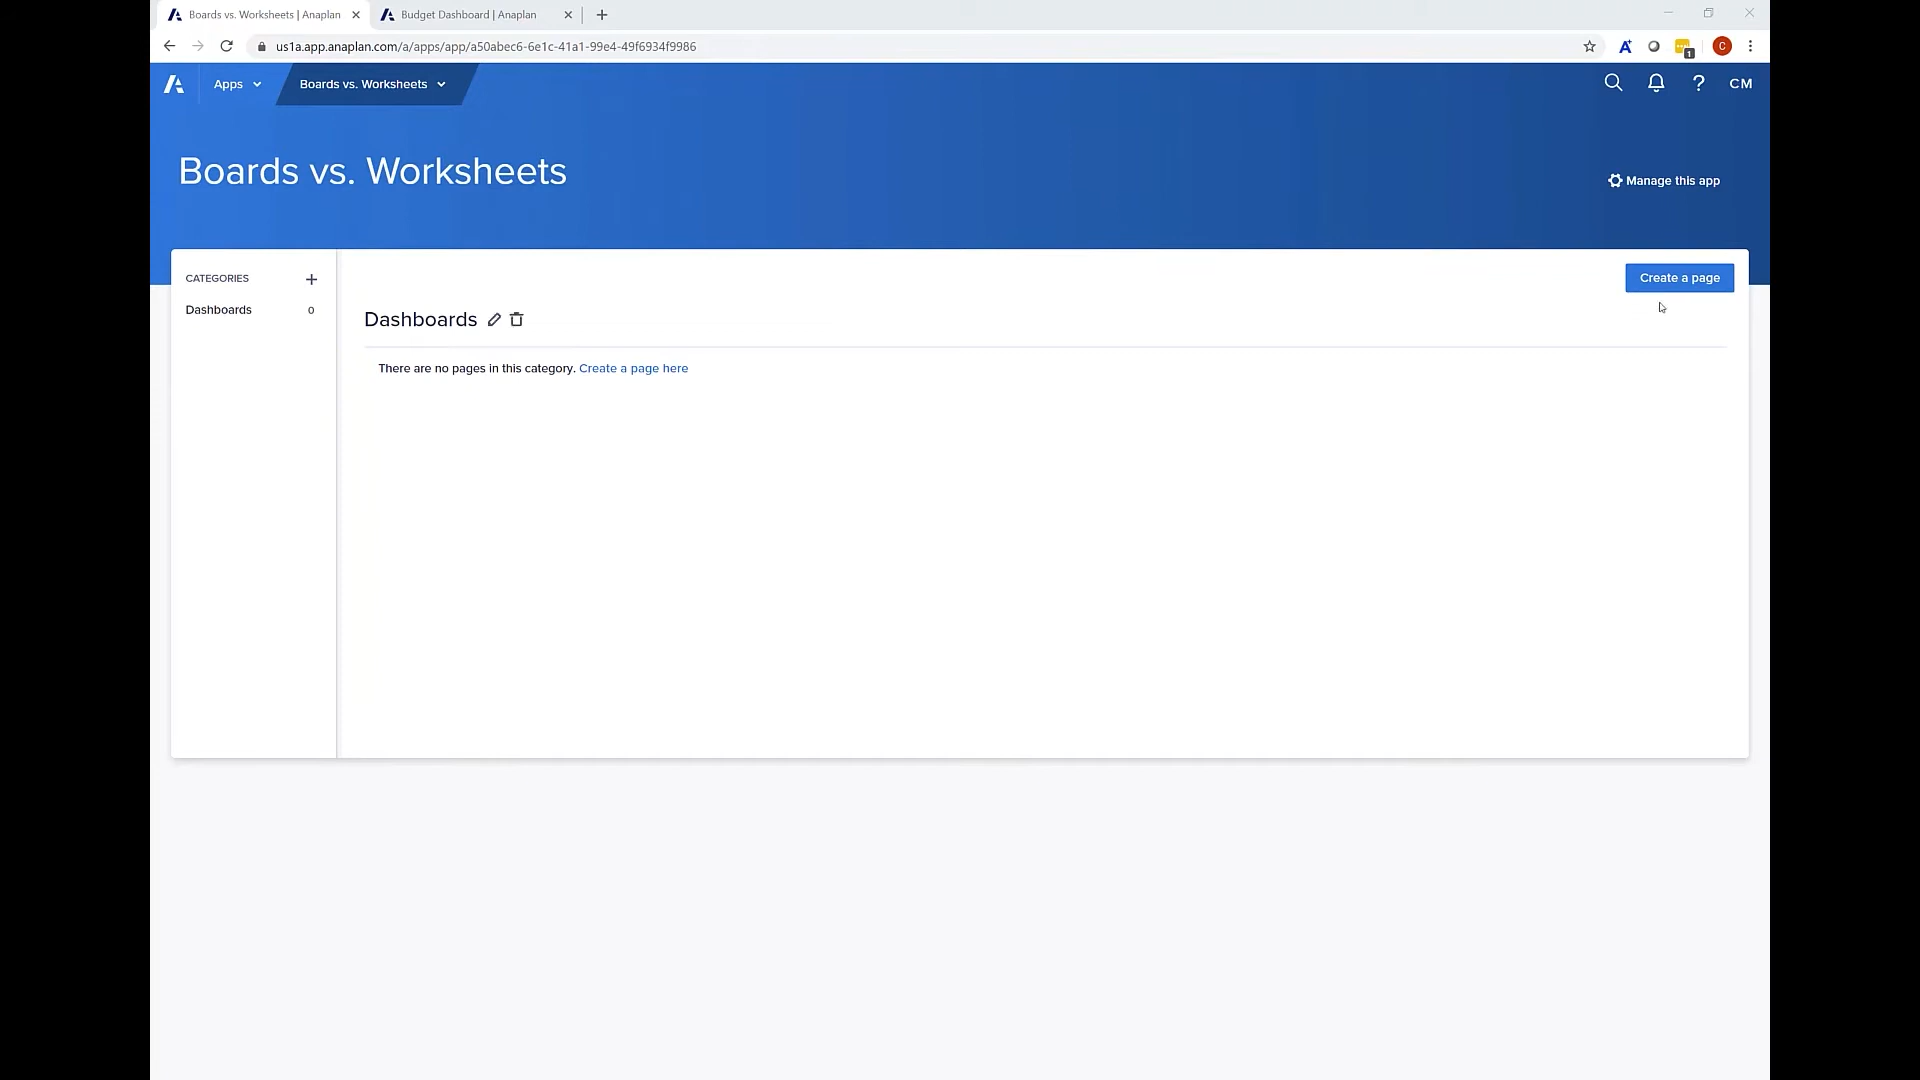 Boards vs. Worksheets | Anaplan
Budget Dashboard | Anaplan
us1a.app.anaplan.com/a/apps/app/a50abec6-6e1c-41a1-99e4-49f6934f9986
C
1
Apps
Boards vs. Worksheets
?
CM
Boards vs. Worksheets
Manage this app
CATEGORIES
Create a page
Dashboards 0
Dashboards
There are no pages in this category. Create a page here